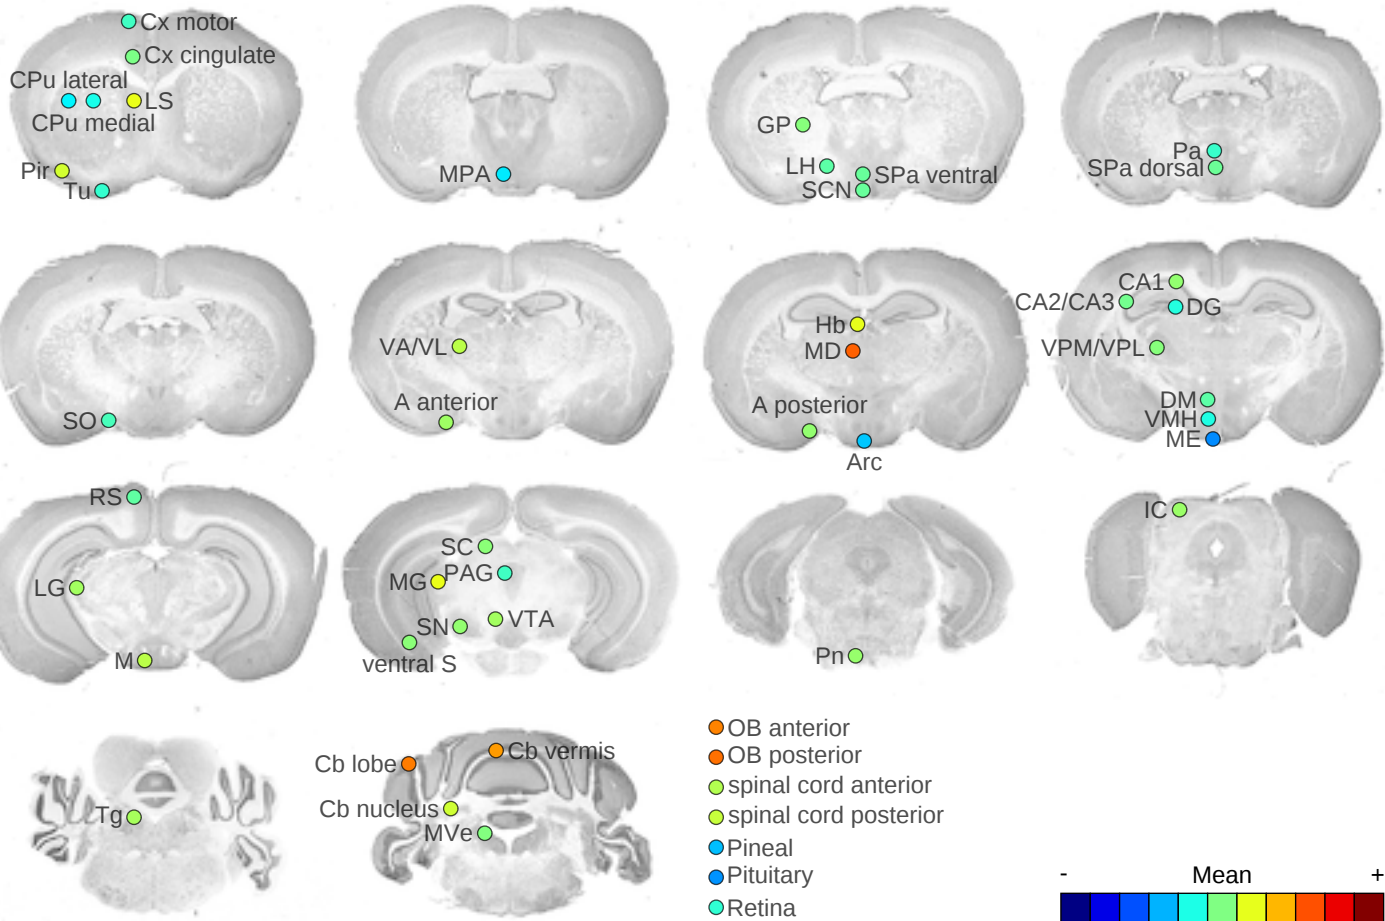 Cx motor
Cx cingulate
CPu lateral
LS
CPu medial
Pir
Tu
MPA
GP
LH
SPa ventral
SCN
Pa
SPa dorsal
SO
VA/VL
A anterior
Hb
MD
A posterior
Arc
CA1
CA2/CA3
DG
VPM/VPL
DM
VMH
ME
RS
LG
M
SC
MG
PAG
SN
VTA
ventral S
Pn
IC
Tg
Cb lobe
Cb vermis
Cb nucleus
MVe
OB anterior
OB posterior
spinal cord anterior
spinal cord posterior
Pineal
Pituitary
Retina
- Mean +